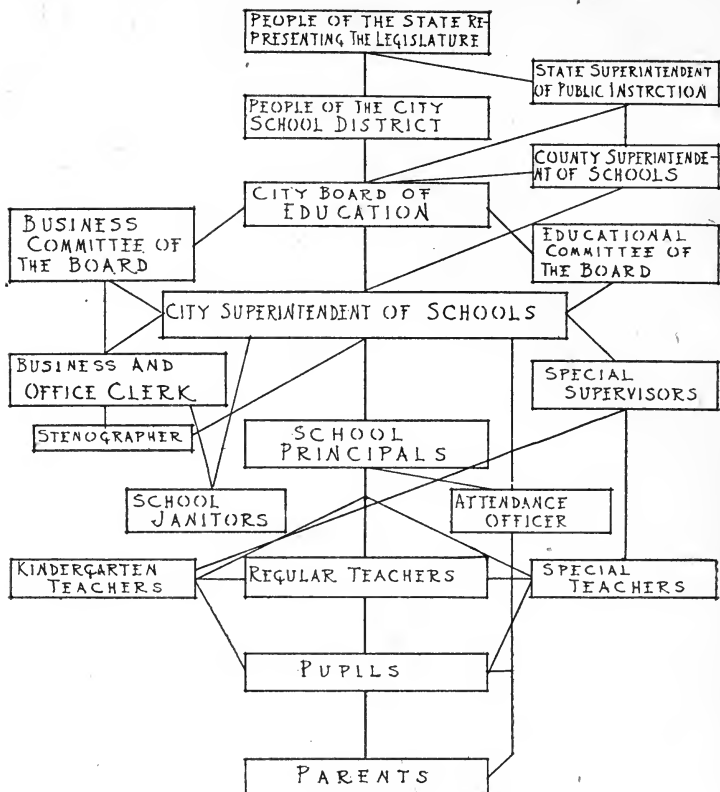 PEOPLE OF THE STATE RE-
PRESENTING THE LEGISLATURE
STATE SUPERINTENDENT
OF PUBLIC INSTRCTION
PEOPLE OF THE CITY
SCHOOL DISTRICT
COUNTY SUPERINTENDE-
NT OF SCHOOLS
CITY BOARD OF
EDUCATION
BUSINESS
COMMITTEE OF
THE BOARD
EDUCATIONAL
COMMITTEE OF
THE BOARD
CITY SUPERINTENDENT OF SCHOOLS
BUSINESS AND
OFFICE CLERK
SPECIAL
SUPERVISORS
STENOGRAPHER
SCHOOL
PRINCIPALS
SCHOOL
JANITORS
ATTENDANCE
OFFICER
KINDERGARTEN
TEACHERS
REGULAR TEACHERS
SPECIAL
TEACHERS
PUPILS
PARENTS